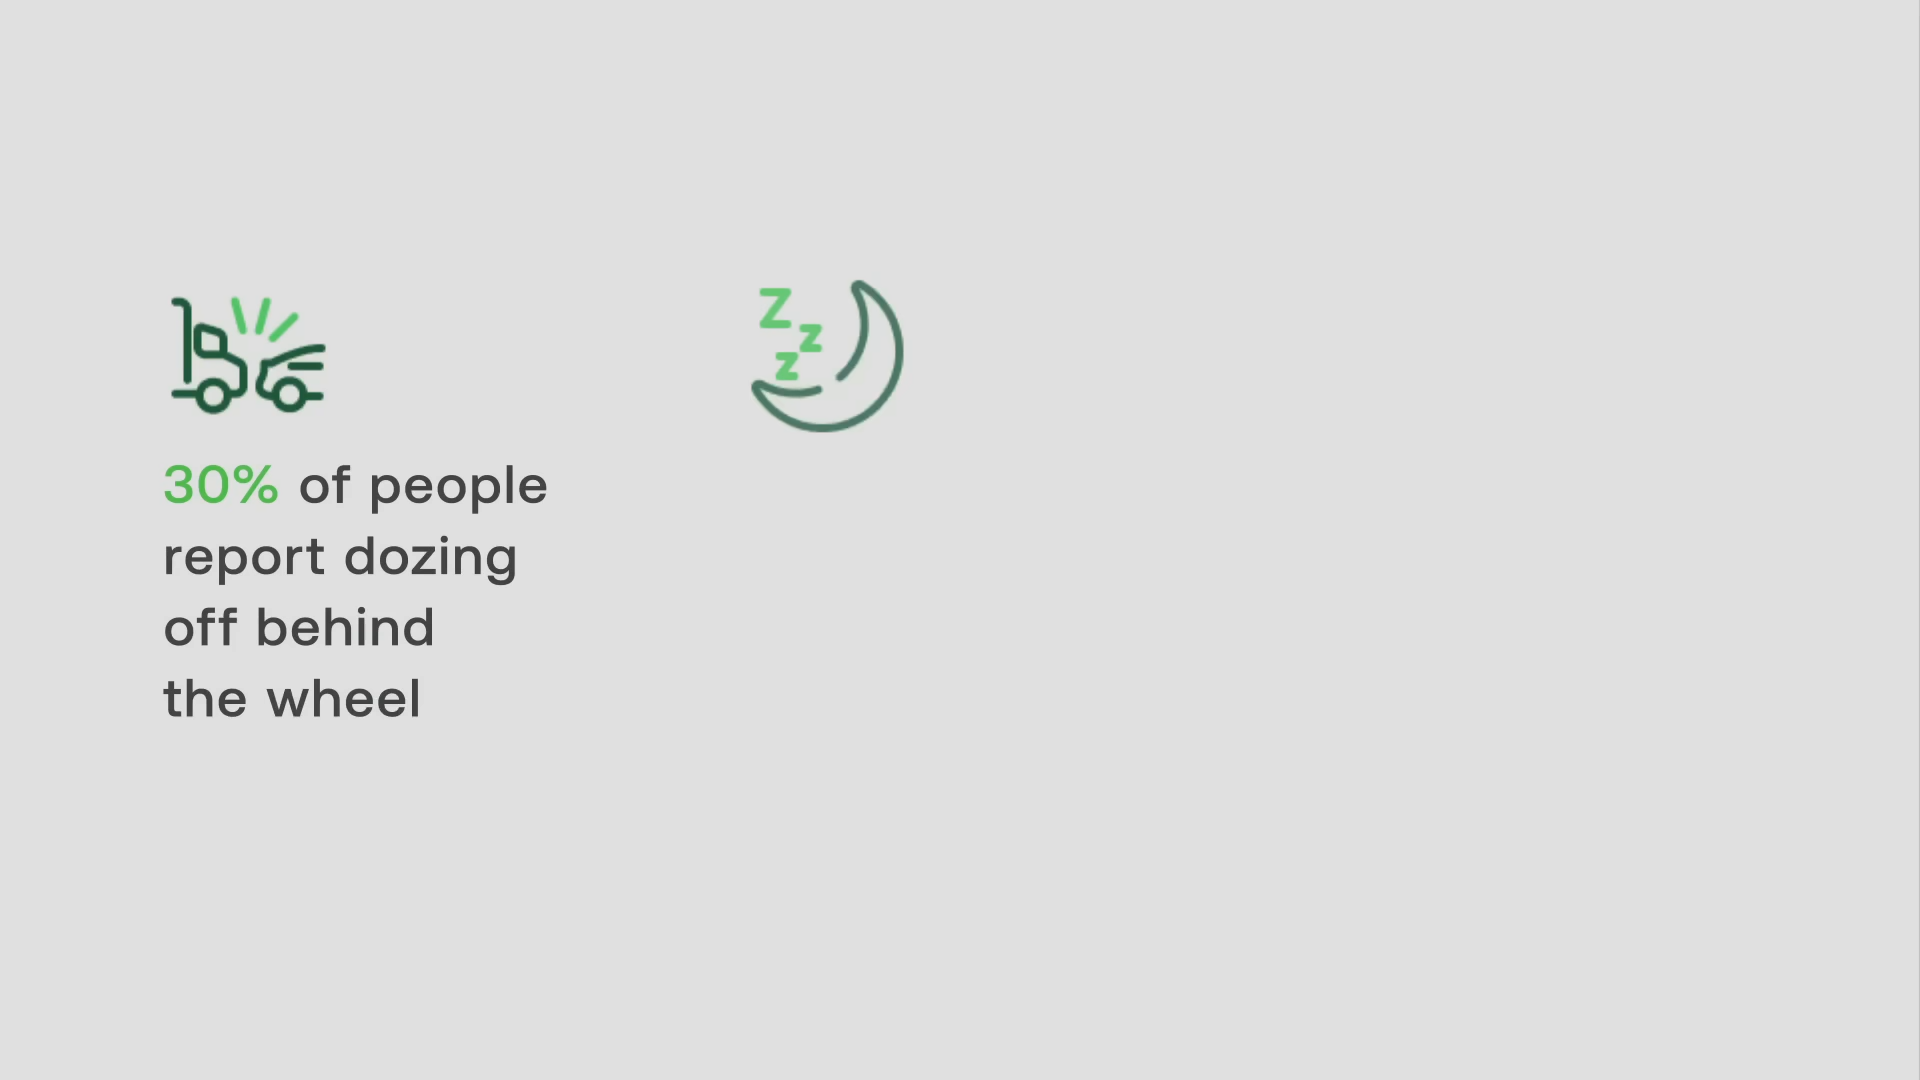 Z
z
z
30% of people
report dozing
off behind
the wheel